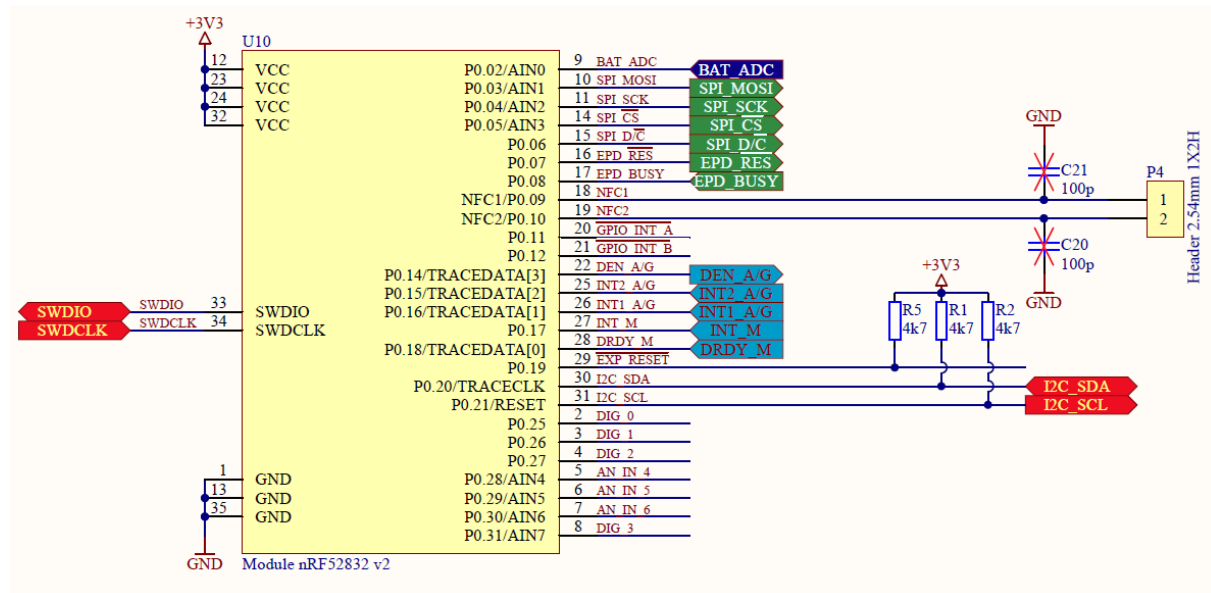 +3V3
U10
12 VCC
23 VCC
24 VCC
32 VCC
P0.02/AIN0 9 BAT_ADC BAT_ADC
P0.03/AIN1 10 SPI_MOSI SPI_MOSI
P0.04/AIN2 11 SPI_SCK SPI_SCK
P0.05/AIN3 14 SPI_CS SPI_CS
P0.06 15 SPI_D/C SPI_D/C
P0.07 16 EPD_RES EPD_RES
P0.08 17 EPD_BUSY EPD_BUSY
NFC1/P0.09 18 NFC1
NFC2/P0.10 19 NFC2
P0.11 20 GPIO_INT_A
P0.12 21 GPIO_INT_B
P0.14/TRACEDATA[3] 22 DEN_A/G DEN_A/G
P0.15/TRACEDATA[2] 25 INT2_A/G INT2_A/G
P0.16/TRACEDATA[1] 26 INT1_A/G INT1_A/G
P0.17 27 INT_M INT_M
P0.18/TRACEDATA[0] 28 DRDY_M DRDY_M
P0.19 29 EXP_RESET
P0.20/TRACECLK 30 I2C_SDA I2C_SDA
P0.21/RESET 31 I2C_SCL I2C_SCL
P0.25 2 DIG_0
P0.26 3 DIG_1
P0.27 4 DIG_2
P0.28/AIN4 5 AN_IN_4
P0.29/AIN5 6 AN_IN_5
P0.30/AIN6 7 AN_IN_6
P0.31/AIN7 8 DIG_3
SWDIO SWDIO 33 SWDIO
SWDCLK SWDCLK 34 SWDCLK
1 GND
13 GND
35 GND
GND
Module nRF52832 v2
GND
C21
100p
C20
100p
GND
P4
1
2
Header 2.54mm 1X2H
+3V3
R5
4k7
R1
4k7
R2
4k7